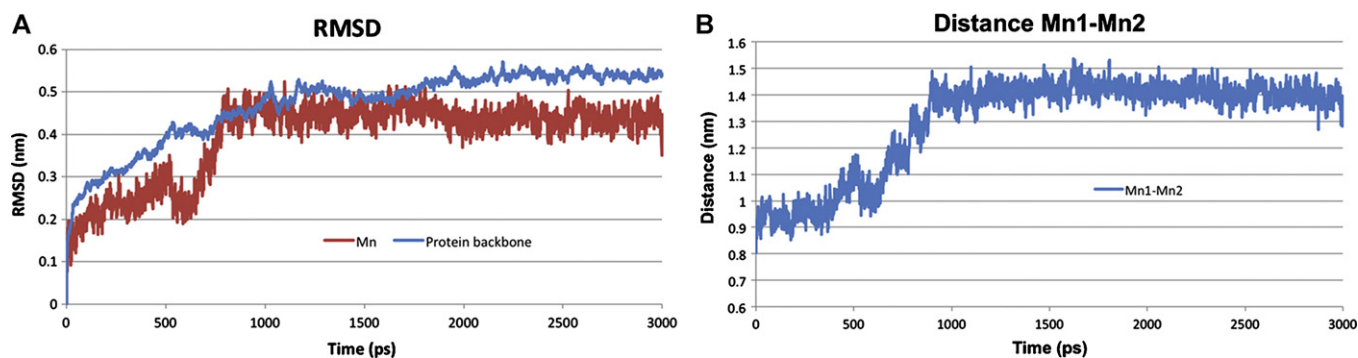 A
RMSD
RMSD (nm)
0.6
0.5
0.4
0.3
0.2
0.1
0
Mn
Protein backbone
0 500 1000 1500 2000 2500 3000
Time (ps)
B
Distance Mn1-Mn2
Distance (nm)
1.6
1.5
1.4
1.3
1.2
1.1
1
0.9
0.8
0.7
0.6
Mn1-Mn2
0 500 1000 1500 2000 2500 3000
Time (ps)